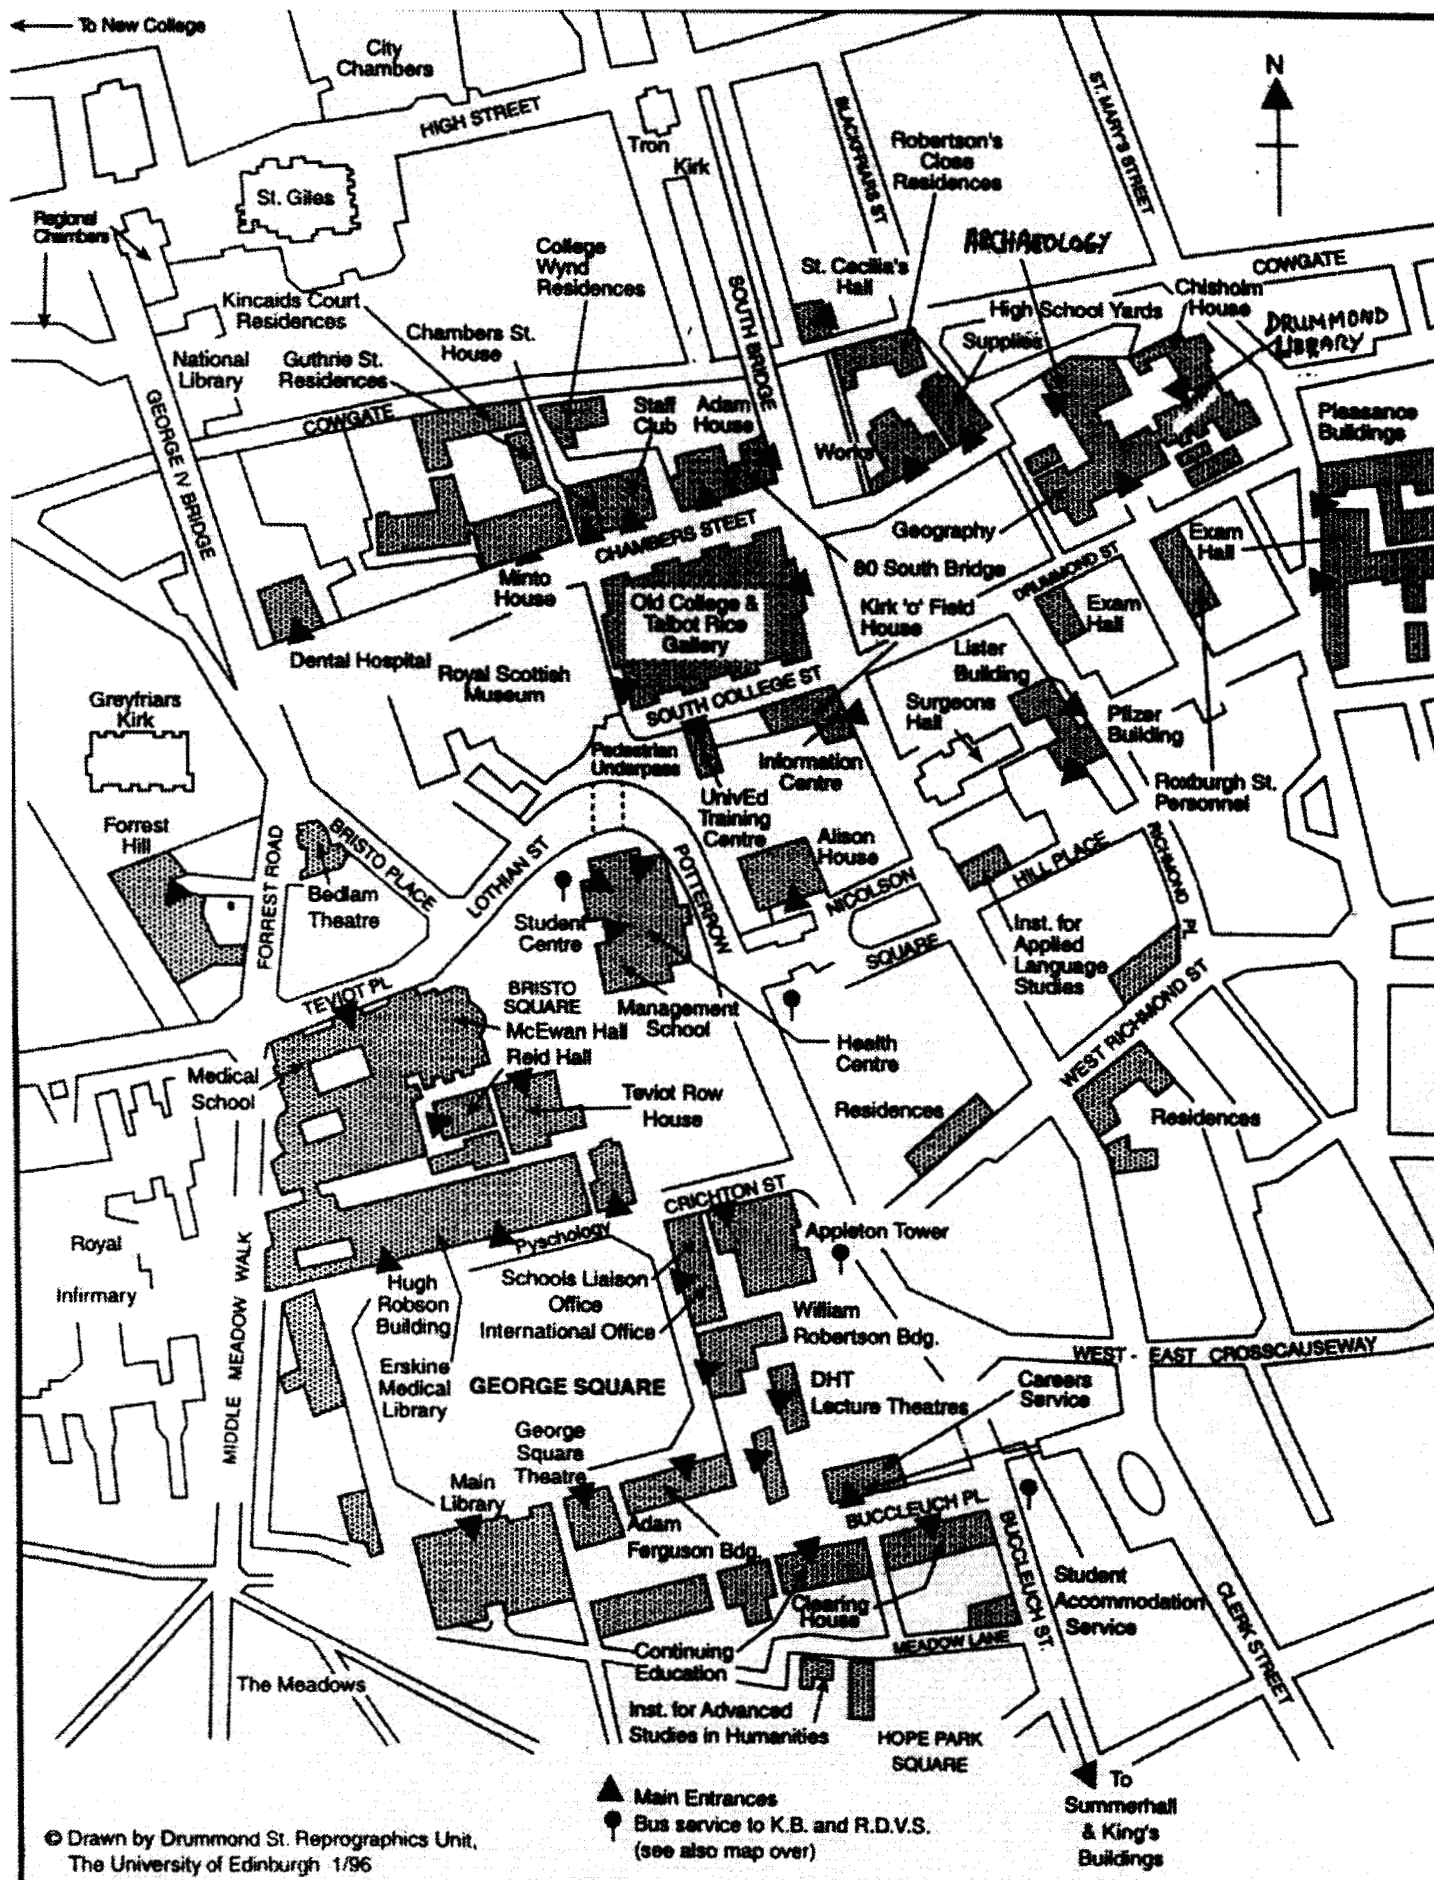 To New College
City
Chambers
HIGH STREET
Tron
Kirk
BLACKFRIARS ST
Robertson's
Close
Residences
ST. MARY'S STREET
N
St. Giles
Regional
Chambers
ARCHAEOLOGY
COWGATE
College
Wynd
Residences
St. Cecilia's
Hall
SOUTH BRIDGE
High School Yards
Chisholm
House
DRUMMOND
LIBRARY
Kincaids Court
Residences
Chambers St.
House
Supplies
National
Library
Guthrie St.
Residences
GEORGE IV BRIDGE
COWGATE
Staff
Club
Adam
House
Works
Pleasance
Buildings
CHAMBERS STEET
Geography
Exam
Hall
80 South Bridge
DRUMMOND ST
Minto
House
Old College &
Talbot Rice
Gallery
Kirk 'o' Field
House
Exam
Hall
Dental Hospital
Royal Scottish
Museum
Lister
Building
SOUTH COLLEGE ST
Surgeons
Hall
Greyfriars
Kirk
Pfizer
Building
Pedestrian
Underpass
Information
Centre
Roxburgh St.
Personnel
UnivEd
Training
Centre
Forrest
Hill
FORREST ROAD
BRISTO PLACE
LOTHIAN ST
POTTERROW
Alison
House
HILL PLACE
RICHMOND PL
Bedlam
Theatre
NICOLSON
SQUARE
Student
Centre
Inst. for
Applied
Language
Studies
TEVIOT PL
BRISTO
SQUARE
Management
School
WEST RICHMOND ST
McEwan Hall
Reid Hall
Health
Centre
Medical
School
Teviot Row
House
Residences
Residences
CRICHTON ST
Royal
Infirmary
MIDDLE MEADOW WALK
Pyschology
Appleton Tower
Hugh
Robson
Building
Schools Liaison
Office
International Office
William
Robertson Bdg.
WEST - EAST CROSSCAUSEWAY
Erskine
Medical
Library
GEORGE SQUARE
DHT
Lecture Theatres
Careers
Service
George
Square
Theatre
Main
Library
BUCCLEUCH PL
Adam
Ferguson Bdg.
BUCCLEUCH ST.
Student
Accommodation
Service
CLERK STREET
Clearing
House
MEADOW LANE
Continuing
Education
The Meadows
Inst. for Advanced
Studies in Humanities
HOPE PARK
SQUARE
To
Summerhall
& King's
Buildings
Main Entrances
Bus service to K.B. and R.D.V.S.
(see also map over)
© Drawn by Drummond St. Reprographics Unit,
The University of Edinburgh 1/96